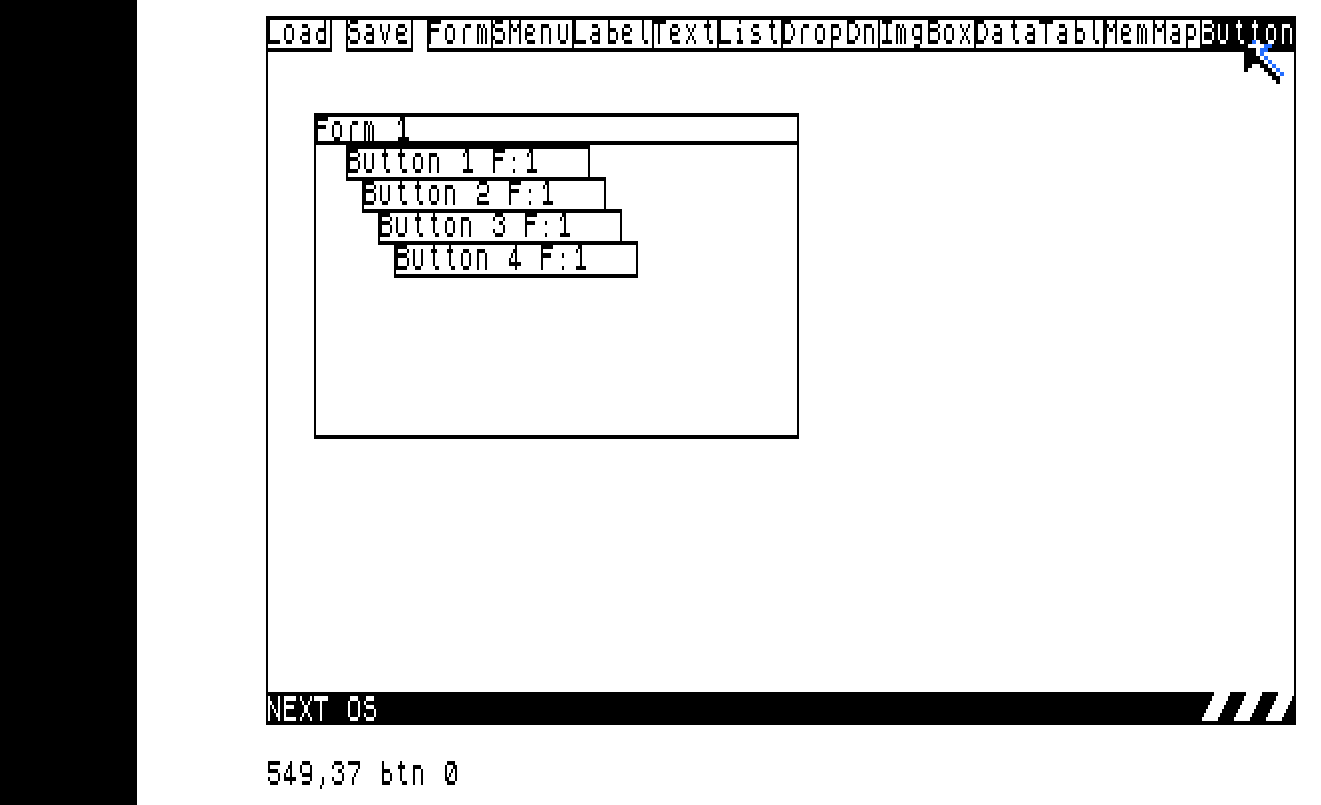 Load Save Form SMenu Label Text List DropDn ImgBox DataTabl MemMap Button
Form 1
Button 1 F:1
Button 2 F:1
Button 3 F:1
Button 4 F:1
NEXT OS
549,37 btn 0